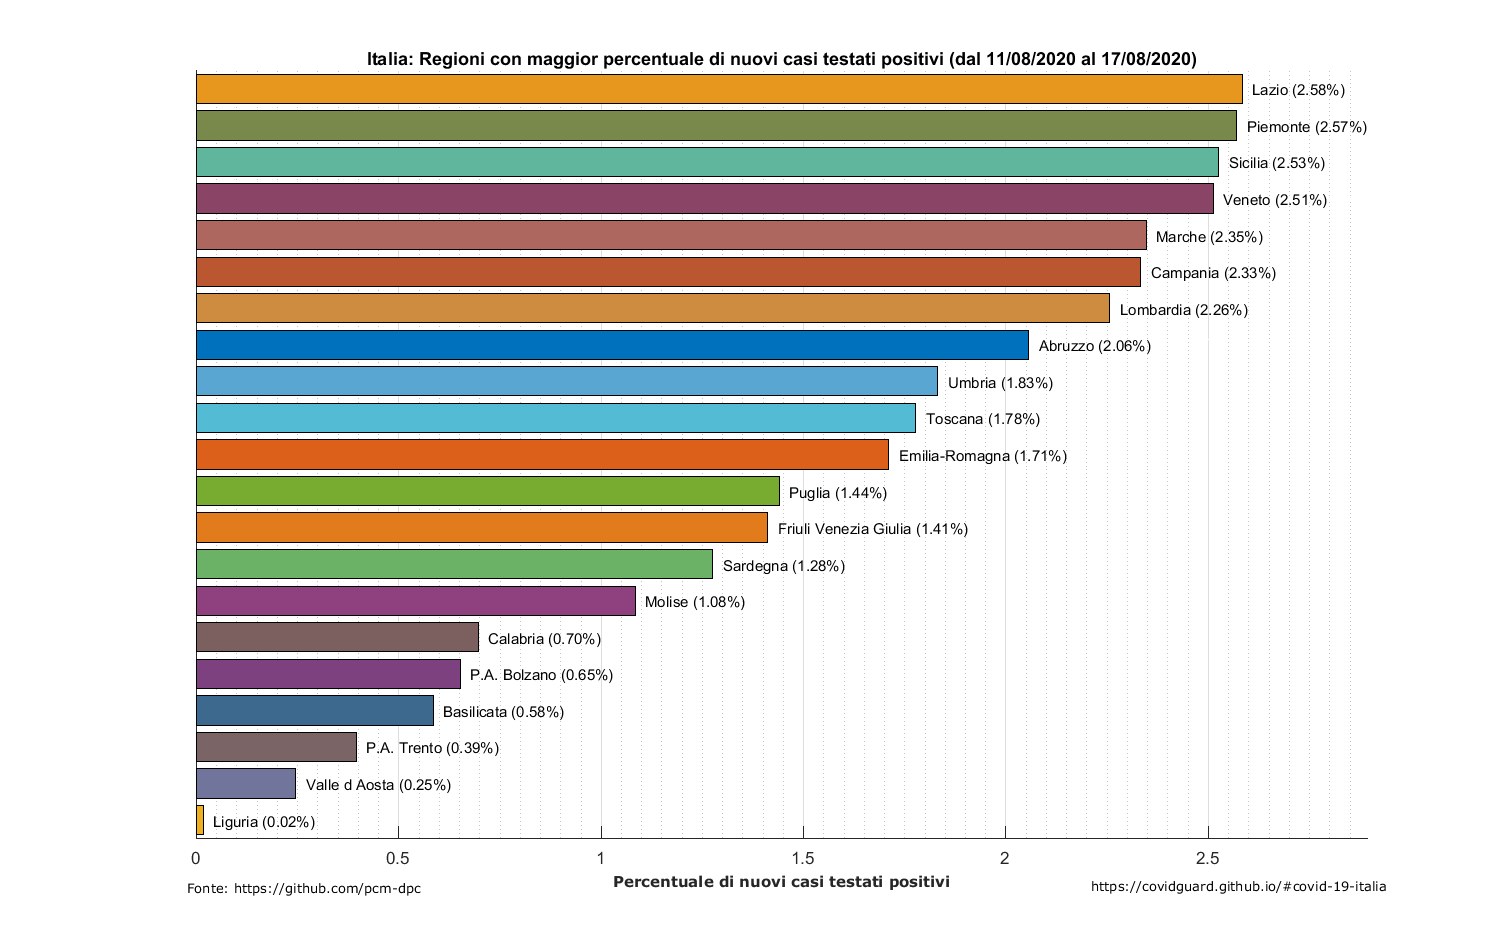 Italia: Regioni con maggior percentuale di nuovi casi testati positivi (dal 11/08/2020 al 17/08/2020)
Lazio (2.58%)
Piemonte (2.57%)
Sicilia (2.53%)
Veneto (2.51%)
Marche (2.35%)
Campania (2.33%)
Lombardia (2.26%)
Abruzzo (2.06%)
Umbria (1.83%)
Toscana (1.78%)
Emilia-Romagna (1.71%)
Puglia (1.44%)
Friuli Venezia Giulia (1.41%)
Sardegna (1.28%)
Molise (1.08%)
Calabria (0.70%)
P.A. Bolzano (0.65%)
Basilicata (0.58%)
P.A. Trento (0.39%)
Valle d Aosta (0.25%)
Liguria (0.02%)
0 0.5 1 1.5 2 2.5
Percentuale di nuovi casi testati positivi
Fonte: https://github.com/pcm-dpc
https://covidguard.github.io/#covid-19-italia